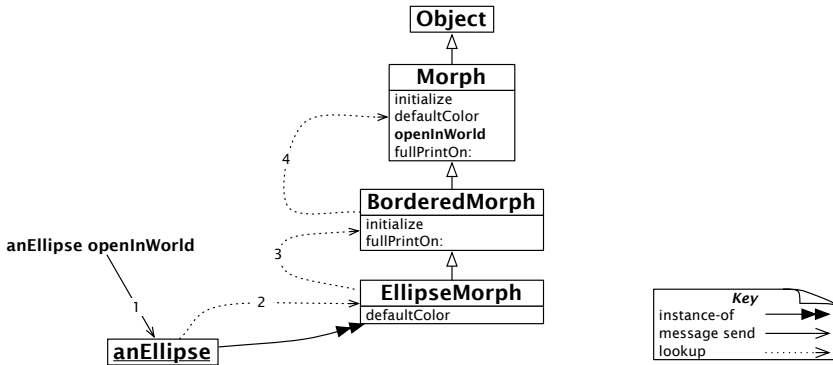 Object
Morph
initialize
defaultColor
openInWorld
fullPrintOn:
4
BorderedMorph
initialize
fullPrintOn:
anEllipse openInWorld
3
EllipseMorph
defaultColor
1
2
anEllipse
Key
instance-of
message send
lookup